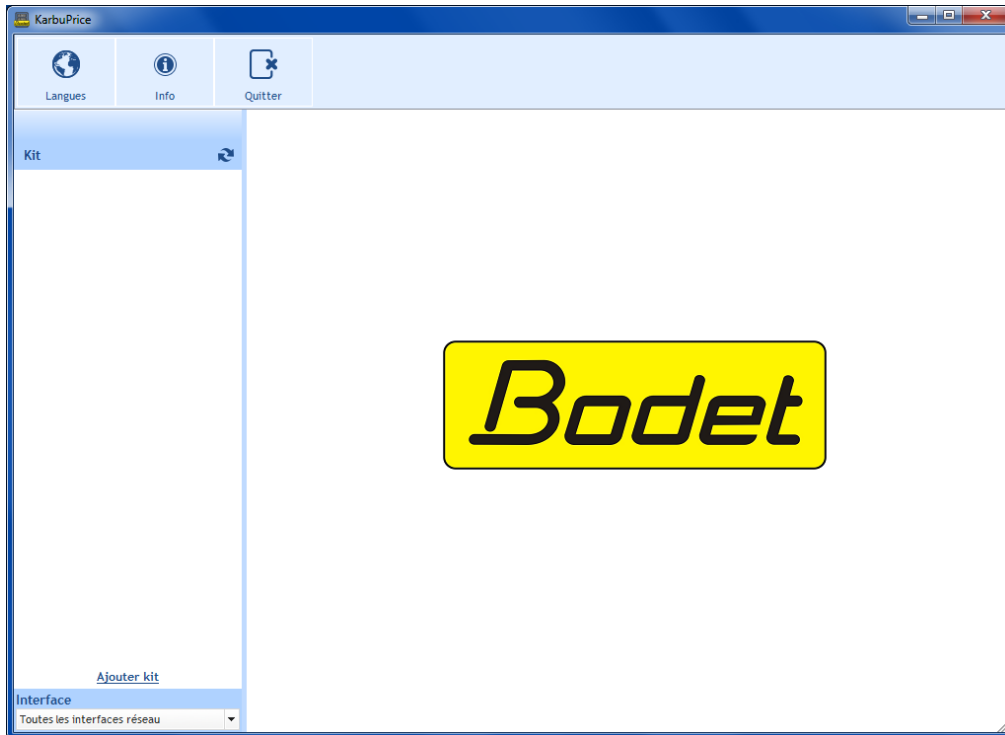 KarbuPrice
Langues Info Quitter
Kit
Bodet
Ajouter kit
Interface
Toutes les interfaces réseau